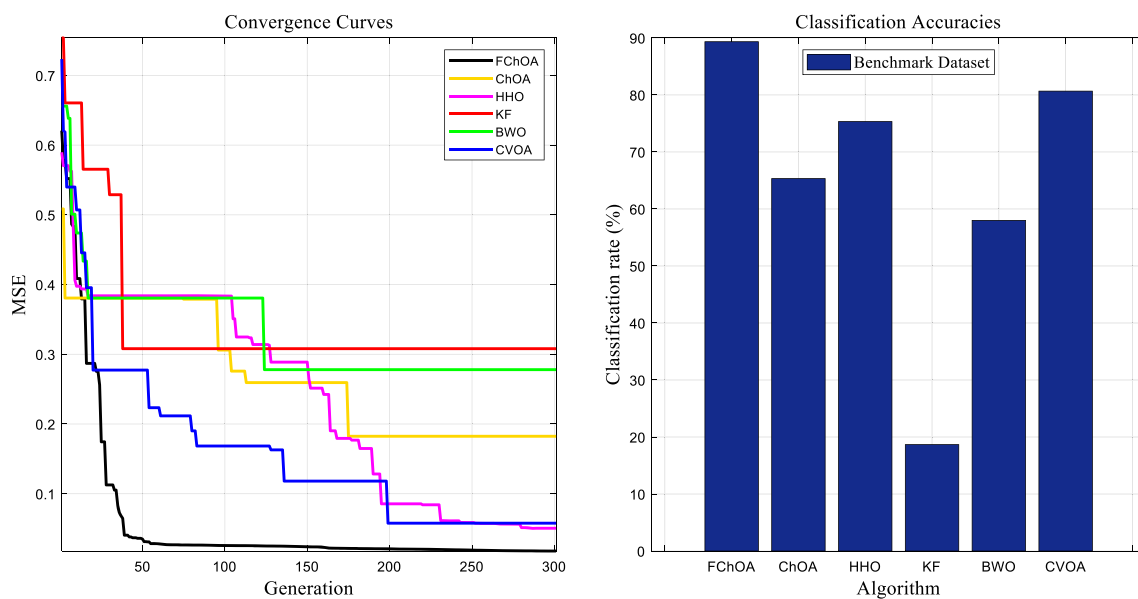 Convergence Curves
0.7
0.6
0.5
0.4
0.3
0.2
0.1
MSE
50
100
150
200
250
300
Generation
FChOA
ChOA
HHO
KF
BWO
CVOA
Classification Accuracies
90
80
70
60
50
40
30
20
10
0
Classification rate (%)
Benchmark Dataset
FChOA ChOA HHO KF BWO CVOA
Algorithm